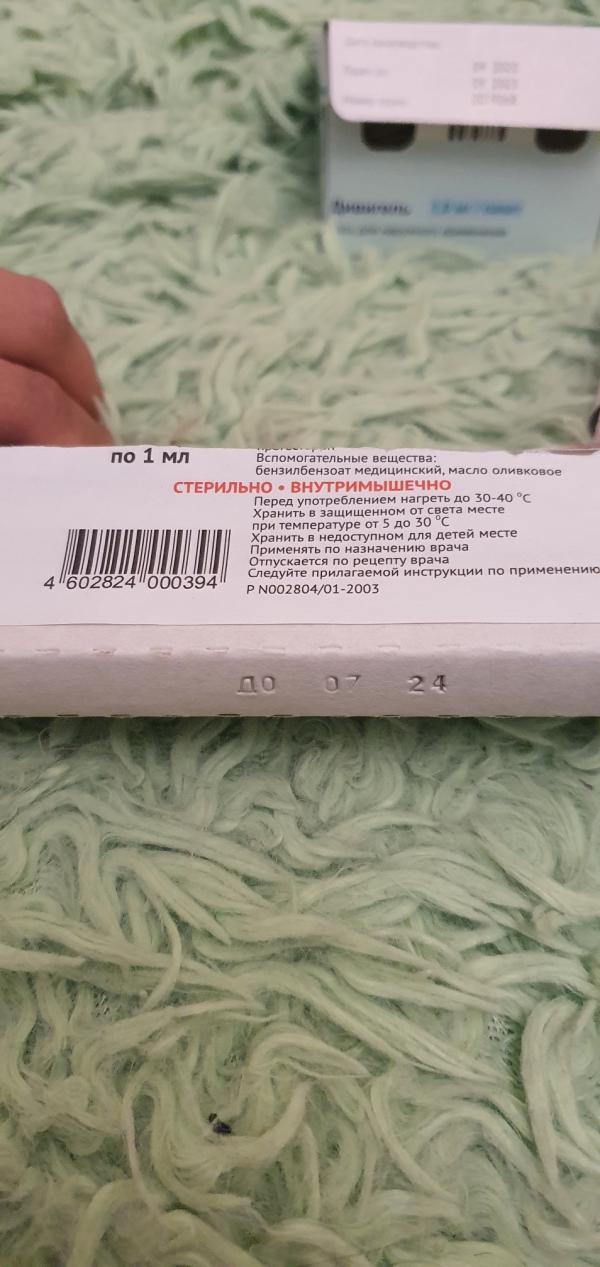 Дивигель
по 1 мл
Вспомогательные вещества:
бензилбензоат медицинский, масло оливковое
СТЕРИЛЬНО • ВНУТРИМЫШЕЧНО
Перед употреблением нагреть до 30-40 °С
Хранить в защищенном от света месте
при температуре от 5 до 30 °С
Хранить в недоступном для детей месте
Применять по назначению врача
Отпускается по рецепту врача
Следуйте прилагаемой инструкции по применению
Р N002804/01-2003
4 602824 000394
ДО 07 24